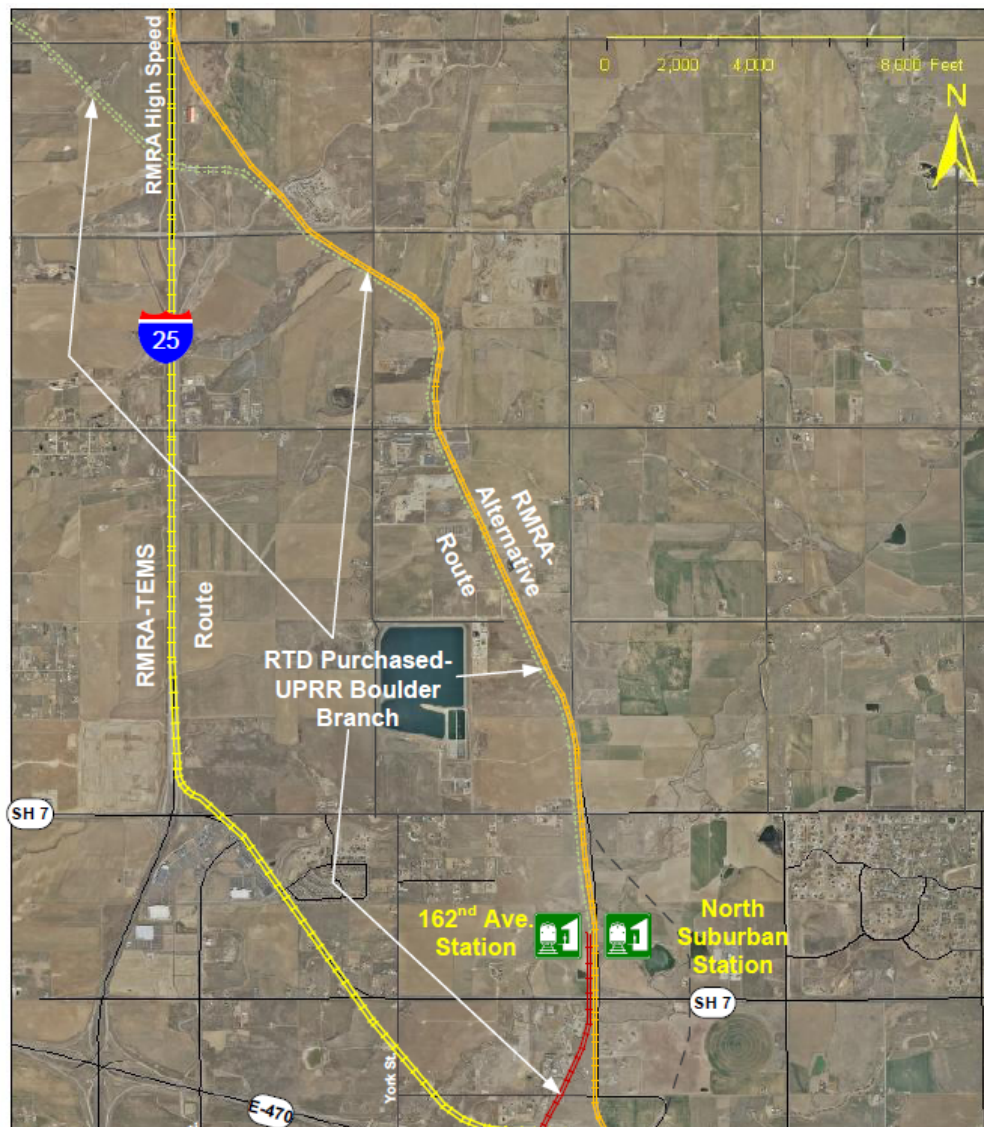 0 2,000 4,000 8,000 Feet
N
RMRA High Speed
25
RMRA-
Alternative
Route
RMRA-TEMS
Route
RTD Purchased-
UPRR Boulder
Branch
SH 7
162nd Ave.
Station
North
Suburban
Station
SH 7
York St.
E-470